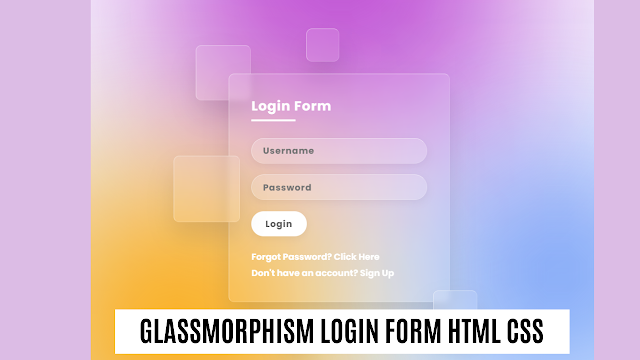 Login Form
Username
Password
Login
Forgot Password? Click Here
Don't have an account? Sign Up
GLASSMORPHISM LOGIN FORM HTML CSS